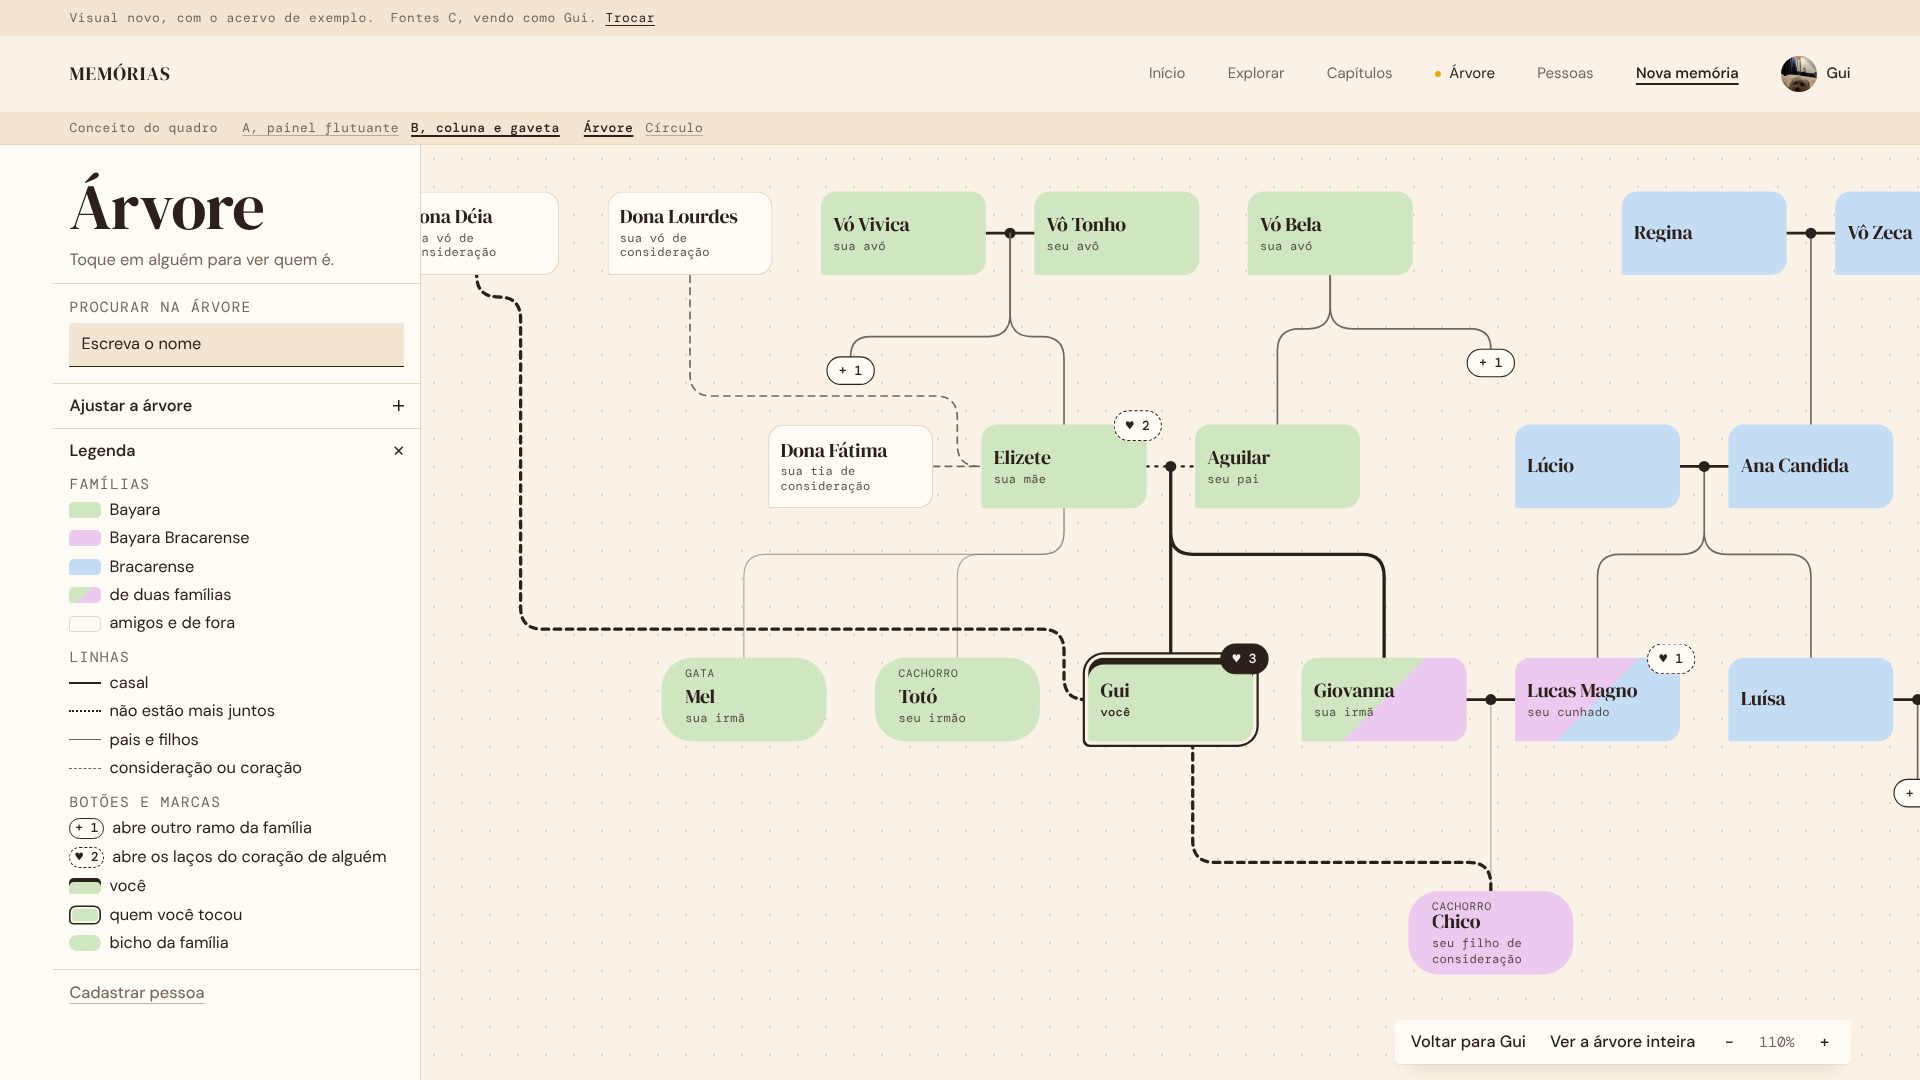 Visual novo, com o acervo de exemplo. Fontes C, vendo como Gui. Trocar
MEMÓRIAS
Início
Explorar
Capítulos
Árvore
Pessoas
Nova memória
Gui
Conceito do quadro
A, painel flutuante
B, coluna e gaveta
Árvore
Círculo
Árvore
Toque em alguém para ver quem é.
PROCURAR NA ÁRVORE
Escreva o nome
Ajustar a árvore +
Legenda ×
FAMÍLIAS
Bayara
Bayara Bracarense
Bracarense
de duas famílias
amigos e de fora
LINHAS
casal
não estão mais juntos
pais e filhos
consideração ou coração
BOTÕES E MARCAS
+ 1 abre outro ramo da família
♥ 2 abre os laços do coração de alguém
você
quem você tocou
bicho da família
Cadastrar pessoa
ona Déia
a vó de
nsideração
Dona Lourdes
sua vó de
consideração
Vó Vivica
sua avó
Vô Tonho
seu avô
Vó Bela
sua avó
Regina
Vô Zeca
+ 1
+ 1
Dona Fátima
sua tia de
consideração
Elizete
sua mãe
♥ 2
Aguilar
seu pai
Lúcio
Ana Candida
GATA
Mel
sua irmã
CACHORRO
Totó
seu irmão
Gui
você
♥ 3
Giovanna
sua irmã
Lucas Magno
seu cunhado
♥ 1
Luísa
+
CACHORRO
Chico
seu filho de
consideração
Voltar para Gui
Ver a árvore inteira
− 110% +